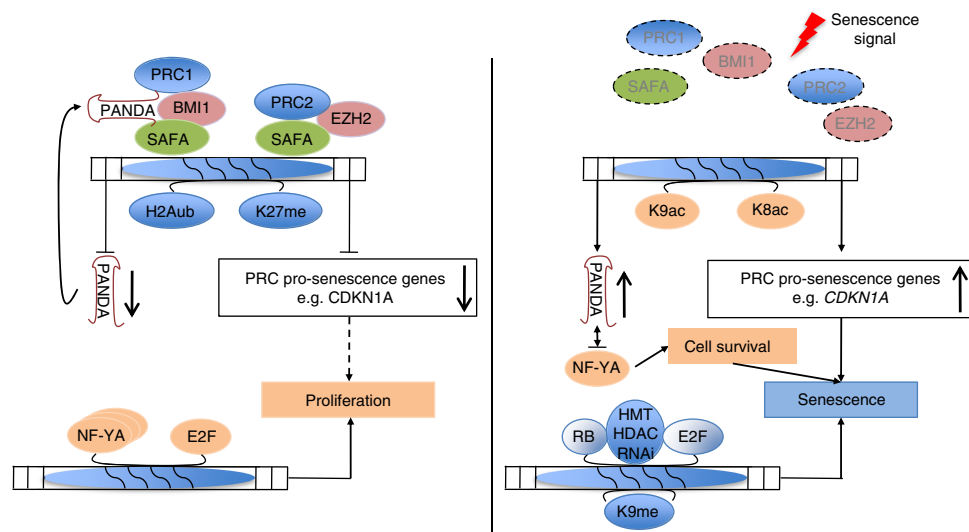 PRC1
PANDA
BMI1
SAFA
PRC2
EZH2
SAFA
H2Aub
K27me
PANDA
PRC pro-senescence genes
e.g. CDKN1A
Proliferation
NF-YA
E2F
Senescence
signal
PRC1
BMI1
SAFA
PRC2
EZH2
K9ac
K8ac
PANDA
PRC pro-senescence genes
e.g. CDKN1A
NF-YA
Cell survival
Senescence
RB
HMT
HDAC
RNAi
E2F
K9me